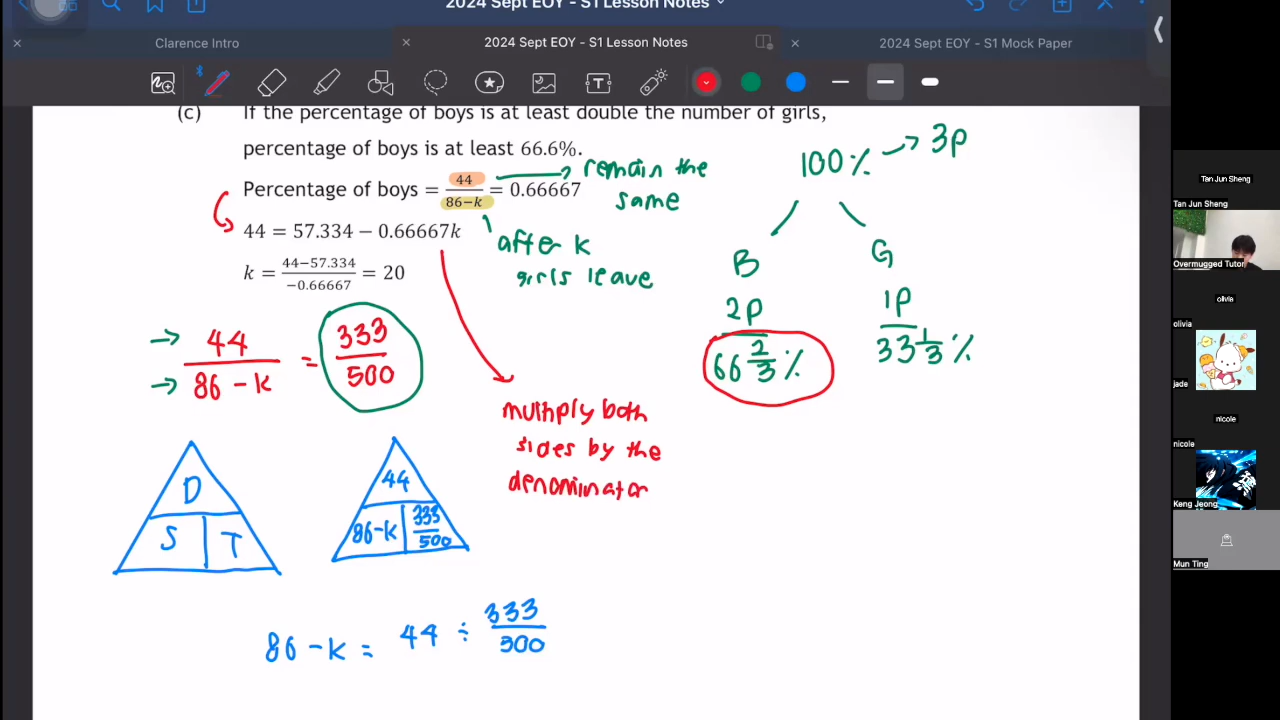 2024 Sept EOY - S1 Lesson Notes
Clarence Intro
2024 Sept EOY - S1 Lesson Notes
2024 Sept EOY - S1 Mock Paper
(c) If the percentage of boys is at least double the number of girls,
percentage of boys is at least 66.6%.
Percentage of boys = 44/(86−k) = 0.66667
44 = 57.334 − 0.66667k
k = (44−57.334)/(−0.66667) = 20
remain the
same
after k
girls leave
100% → 3p
B
G
2p
1p
66 2/3 %
33 1/3 %
→ 44
→ 86 - k
= 333/500
multiply both
sides by the
denominator
D
S T
44
86-k 333/500
86 - k = 44 ÷ 333/500
Tan Jun Sheng
Tan Jun Sheng
Overmugged Tutor
olivia
olivia
jade
nicole
nicole
Keng Jeong
Mun Ting